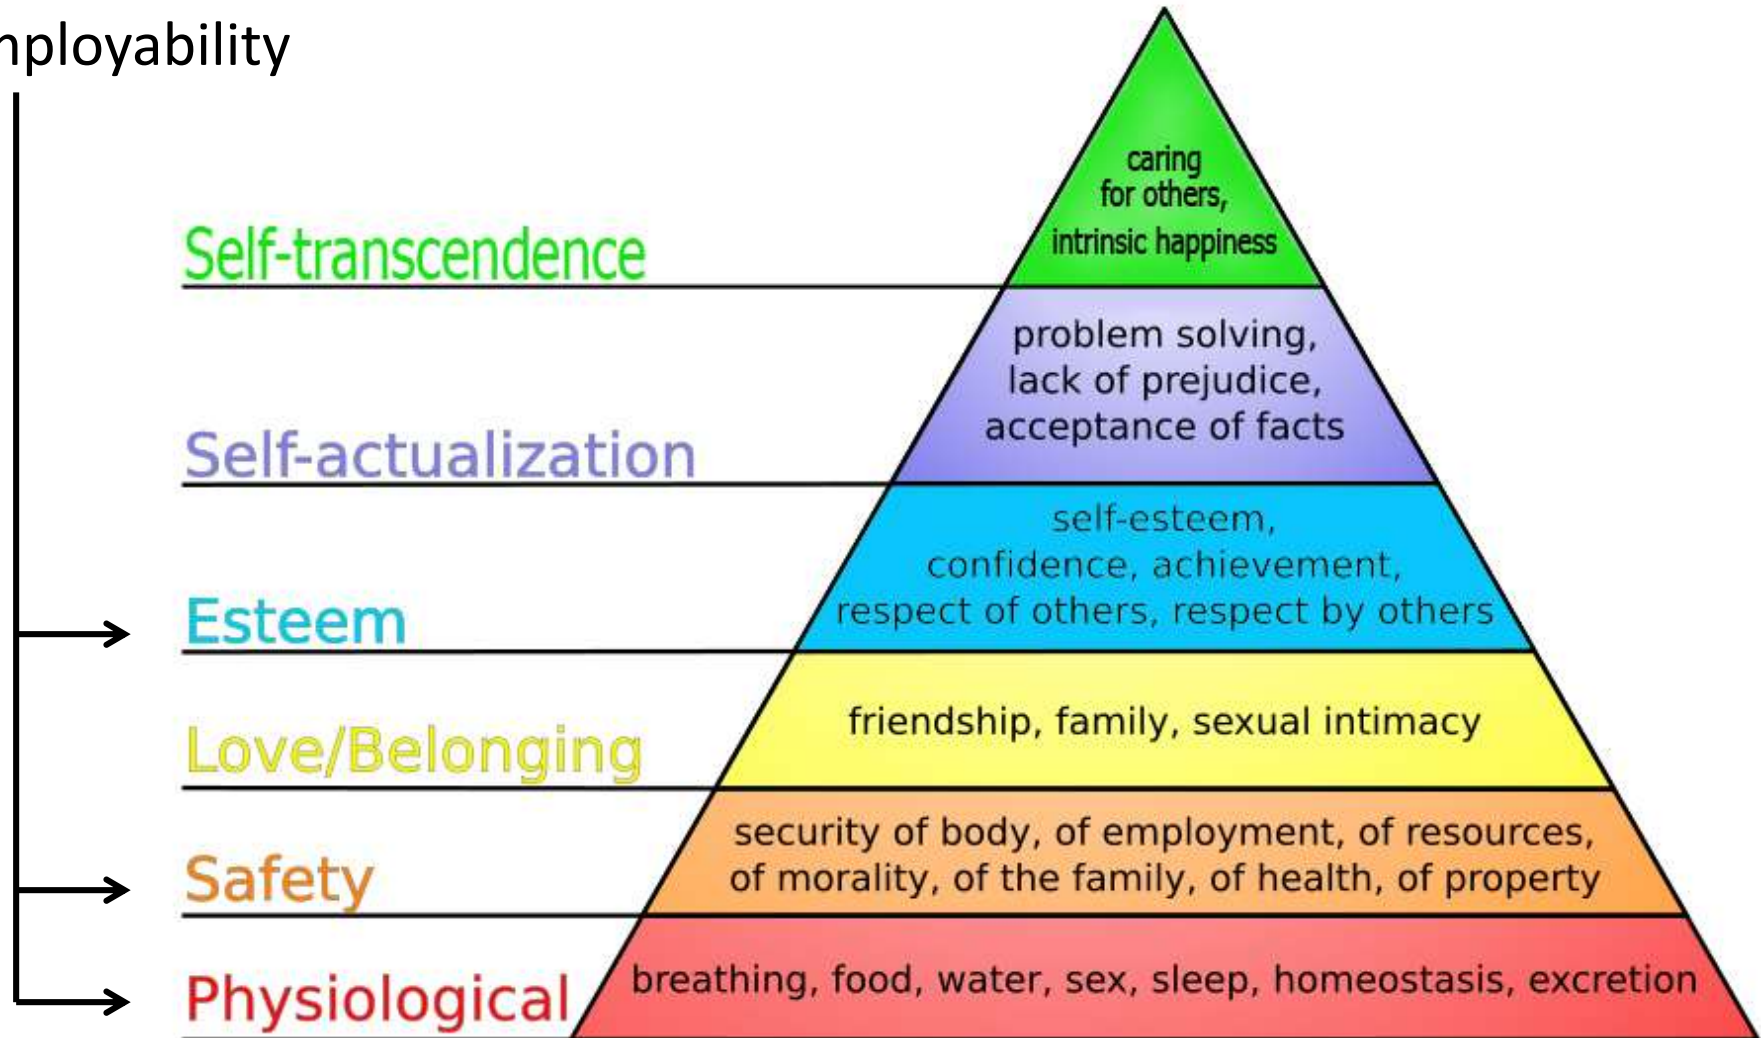 mployability
caring
for others,
intrinsic happiness
Self-transcendence
problem solving,
lack of prejudice,
acceptance of facts
Self-actualization
self-esteem,
confidence, achievement,
respect of others, respect by others
Esteem
friendship, family, sexual intimacy
Love/Belonging
security of body, of employment, of resources,
of morality, of the family, of health, of property
Safety
breathing, food, water, sex, sleep, homeostasis, excretion
Physiological